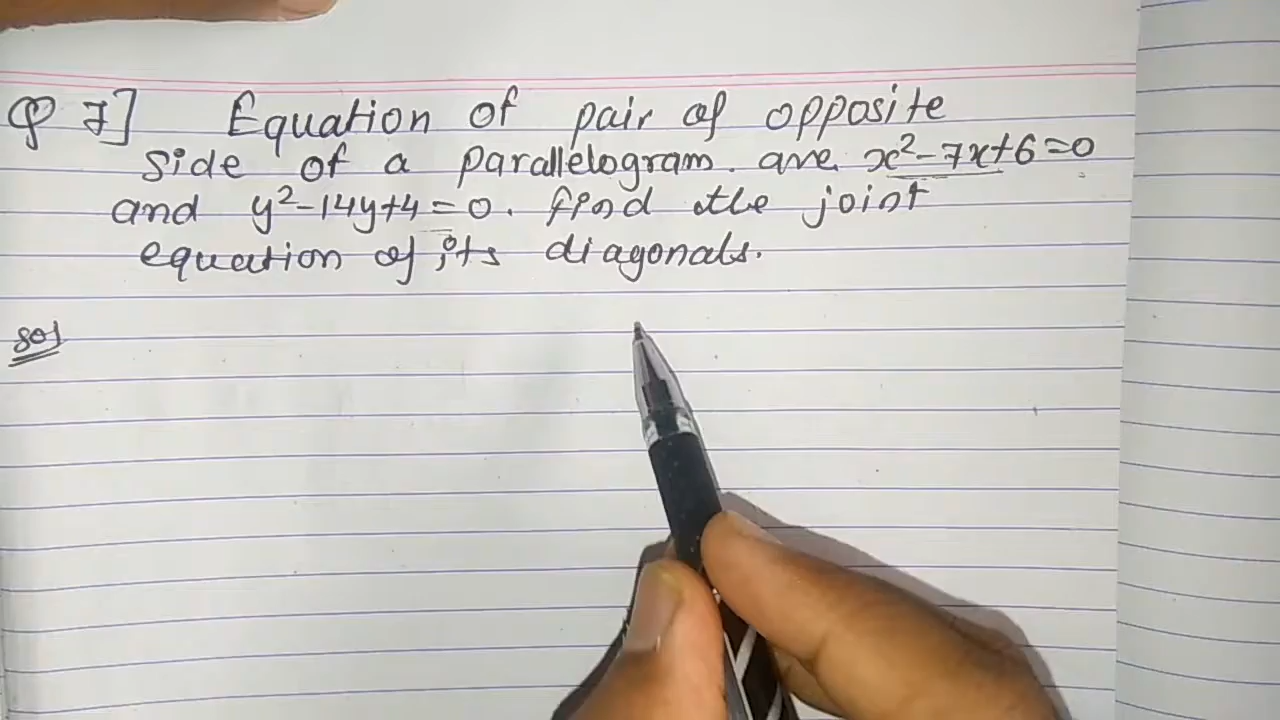 Q 7] Equation of pair of opposite
side of a parallelogram. are x²-7x+6=0
and y²-14y+4=0. find the joint
equation of its diagonals.
sol